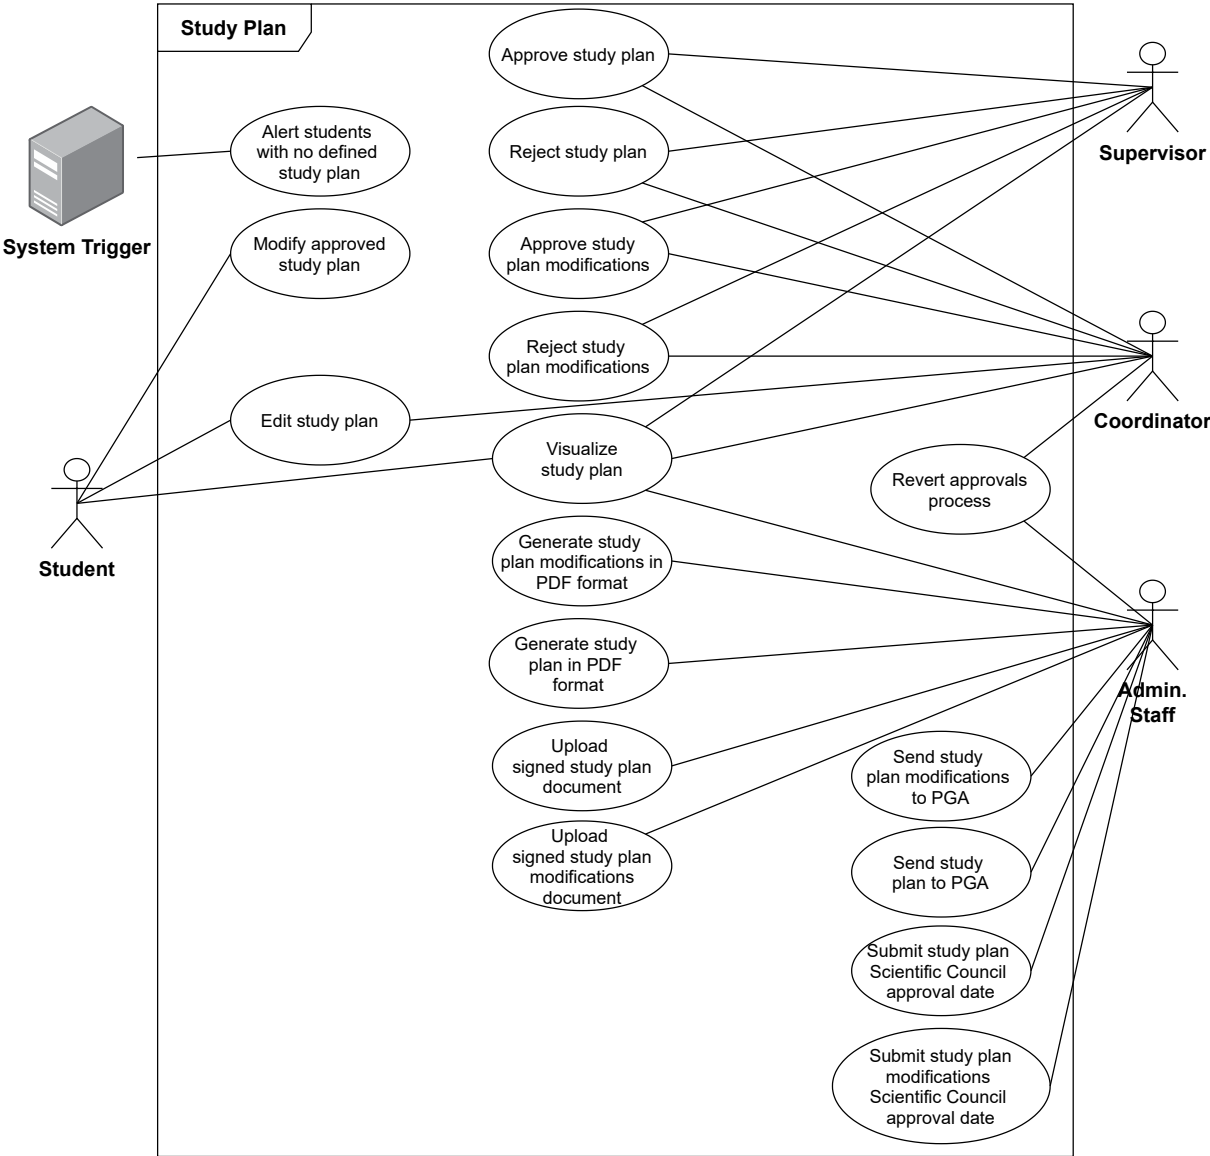 Study Plan
Approve study plan
Supervisor
Alert students
with no defined
study plan
Reject study plan
System Trigger
Modify approved
study plan
Approve study
plan modifications
Reject study
plan modifications
Coordinator
Edit study plan
Visualize
study plan
Revert approvals
process
Student
Generate study
plan modifications in
PDF format
Generate study
plan in PDF
format
Admin.
Staff
Upload
signed study plan
document
Send study
plan modifications
to PGA
Upload
signed study plan
modifications
document
Send study
plan to PGA
Submit study plan
Scientific Council
approval date
Submit study plan
modifications
Scientific Council
approval date